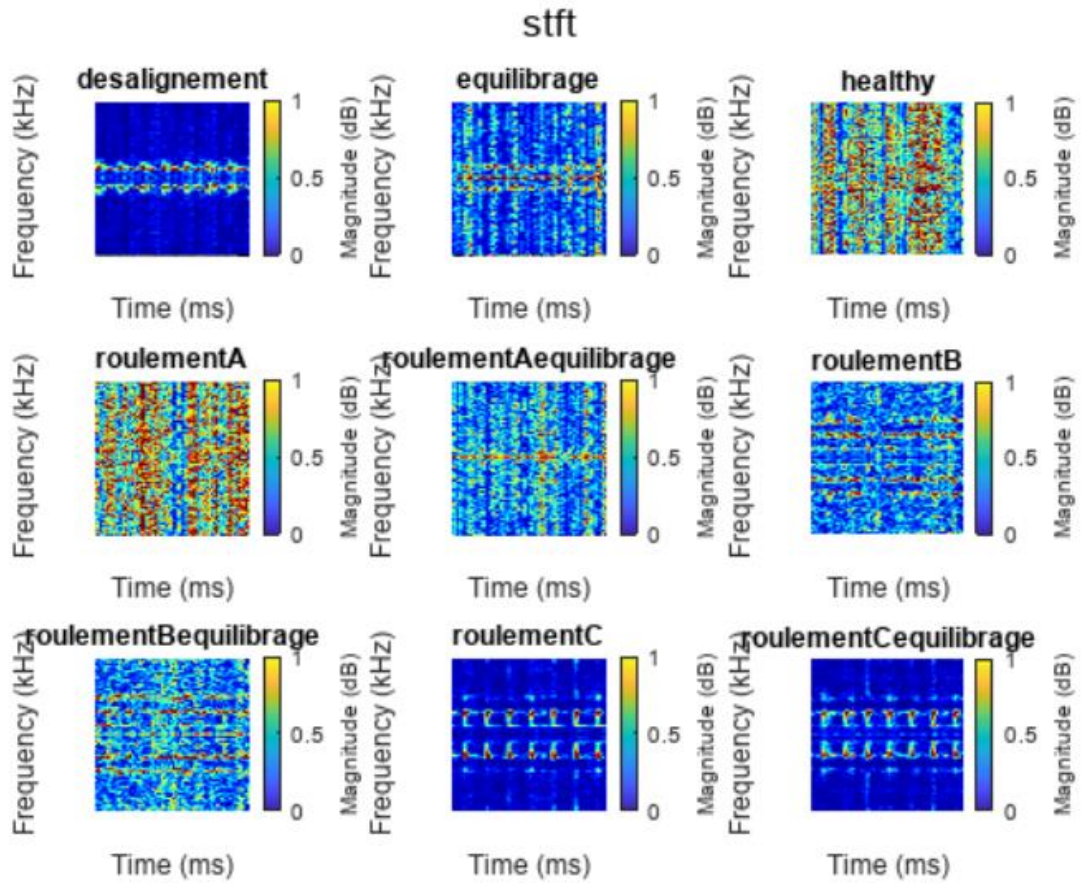 stft
desalignement
Frequency (kHz)
Time (ms)
1
0.5
0
Magnitude (dB)
equilibrage
Frequency (kHz)
Time (ms)
1
0.5
0
Magnitude (dB)
healthy
Frequency (kHz)
Time (ms)
1
0.5
0
Magnitude (dB)
roulementA
Frequency (kHz)
Time (ms)
1
0.5
0
Magnitude (dB)
roulementAequilibrage
Frequency (kHz)
Time (ms)
1
0.5
0
Magnitude (dB)
roulementB
Frequency (kHz)
Time (ms)
1
0.5
0
Magnitude (dB)
roulementBequilibrage
Frequency (kHz)
Time (ms)
1
0.5
0
Magnitude (dB)
roulementC
Frequency (kHz)
Time (ms)
1
0.5
0
Magnitude (dB)
roulementCequilibrage
Frequency (kHz)
Time (ms)
1
0.5
0
Magnitude (dB)